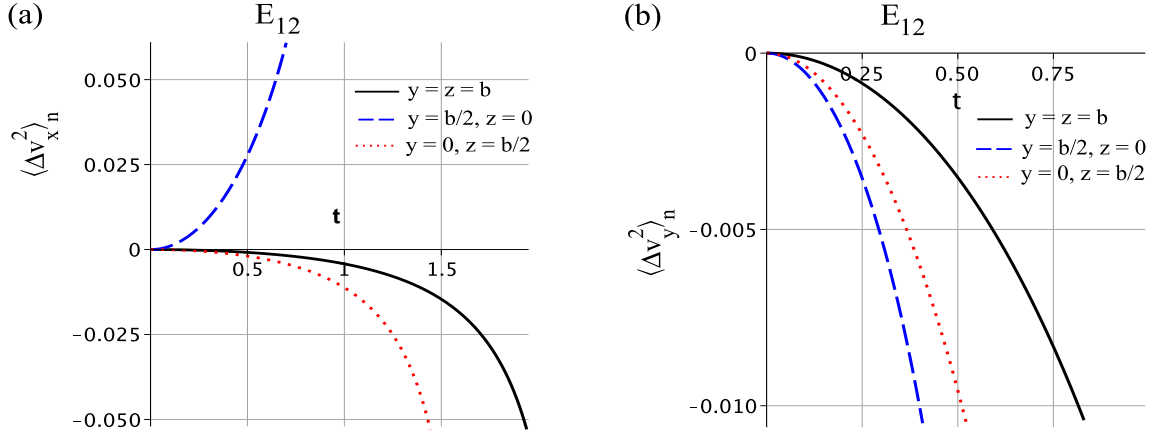 (a)
E12
0.050
0.025
0
-0.025
-0.050
⟨Δv²x⟩n
y = z = b
y = b/2, z = 0
y = 0, z = b/2
t
0.5
1
1.5
(b)
E12
0
-0.005
-0.010
⟨Δv²y⟩n
0.25
0.50
0.75
t
y = z = b
y = b/2, z = 0
y = 0, z = b/2